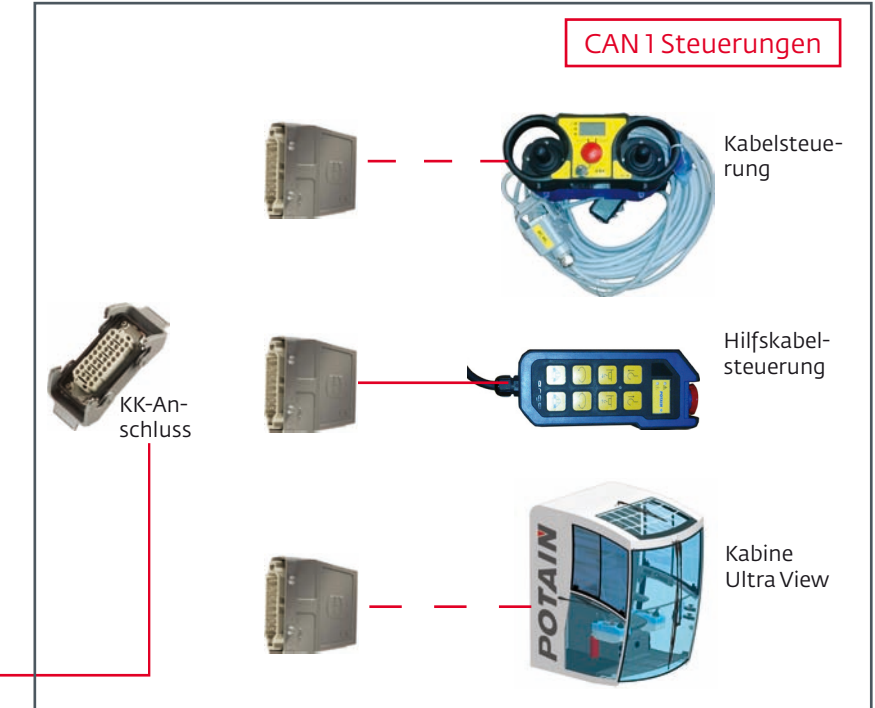 CAN 1 Steuerungen
Kabelsteue-
rung
Hilfskabel-
steuerung
KK-An-
schluss
POTAIN
Kabine
Ultra View